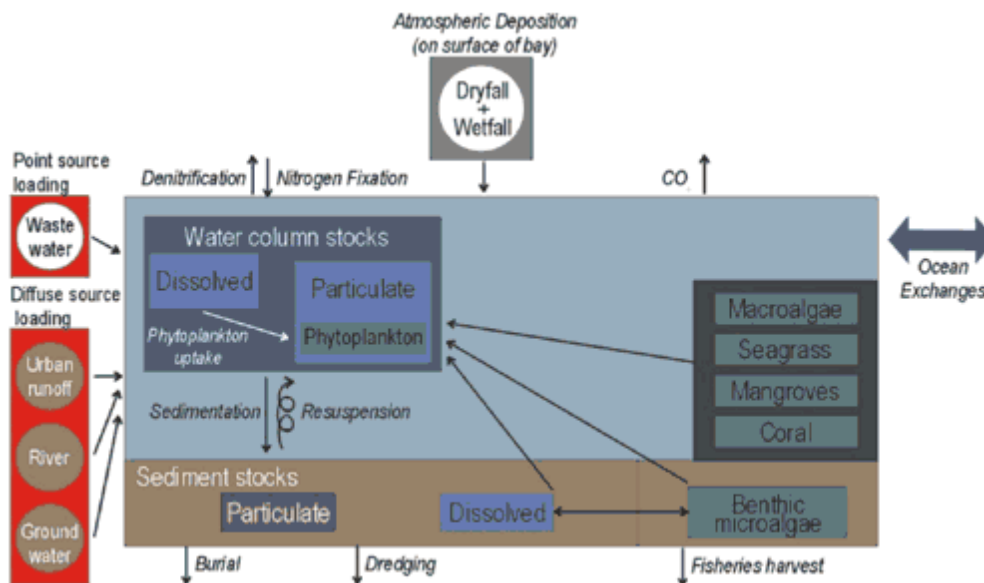 Atmospheric Deposition
(on surface of bay)
Dryfall
+
Wetfall
Point source
loading
Denitrification
Nitrogen Fixation
CO
Waste
water
Water column stocks
Dissolved
Particulate
Phytoplankton
Phytoplankton
uptake
Ocean
Exchanges
Diffuse source
loading
Macroalgae
Seagrass
Mangroves
Coral
Urban
runoff
Sedimentation
Resuspension
River
Sediment stocks
Particulate
Dissolved
Benthic
microalgae
Ground
water
Burial
Dredging
Fisheries harvest